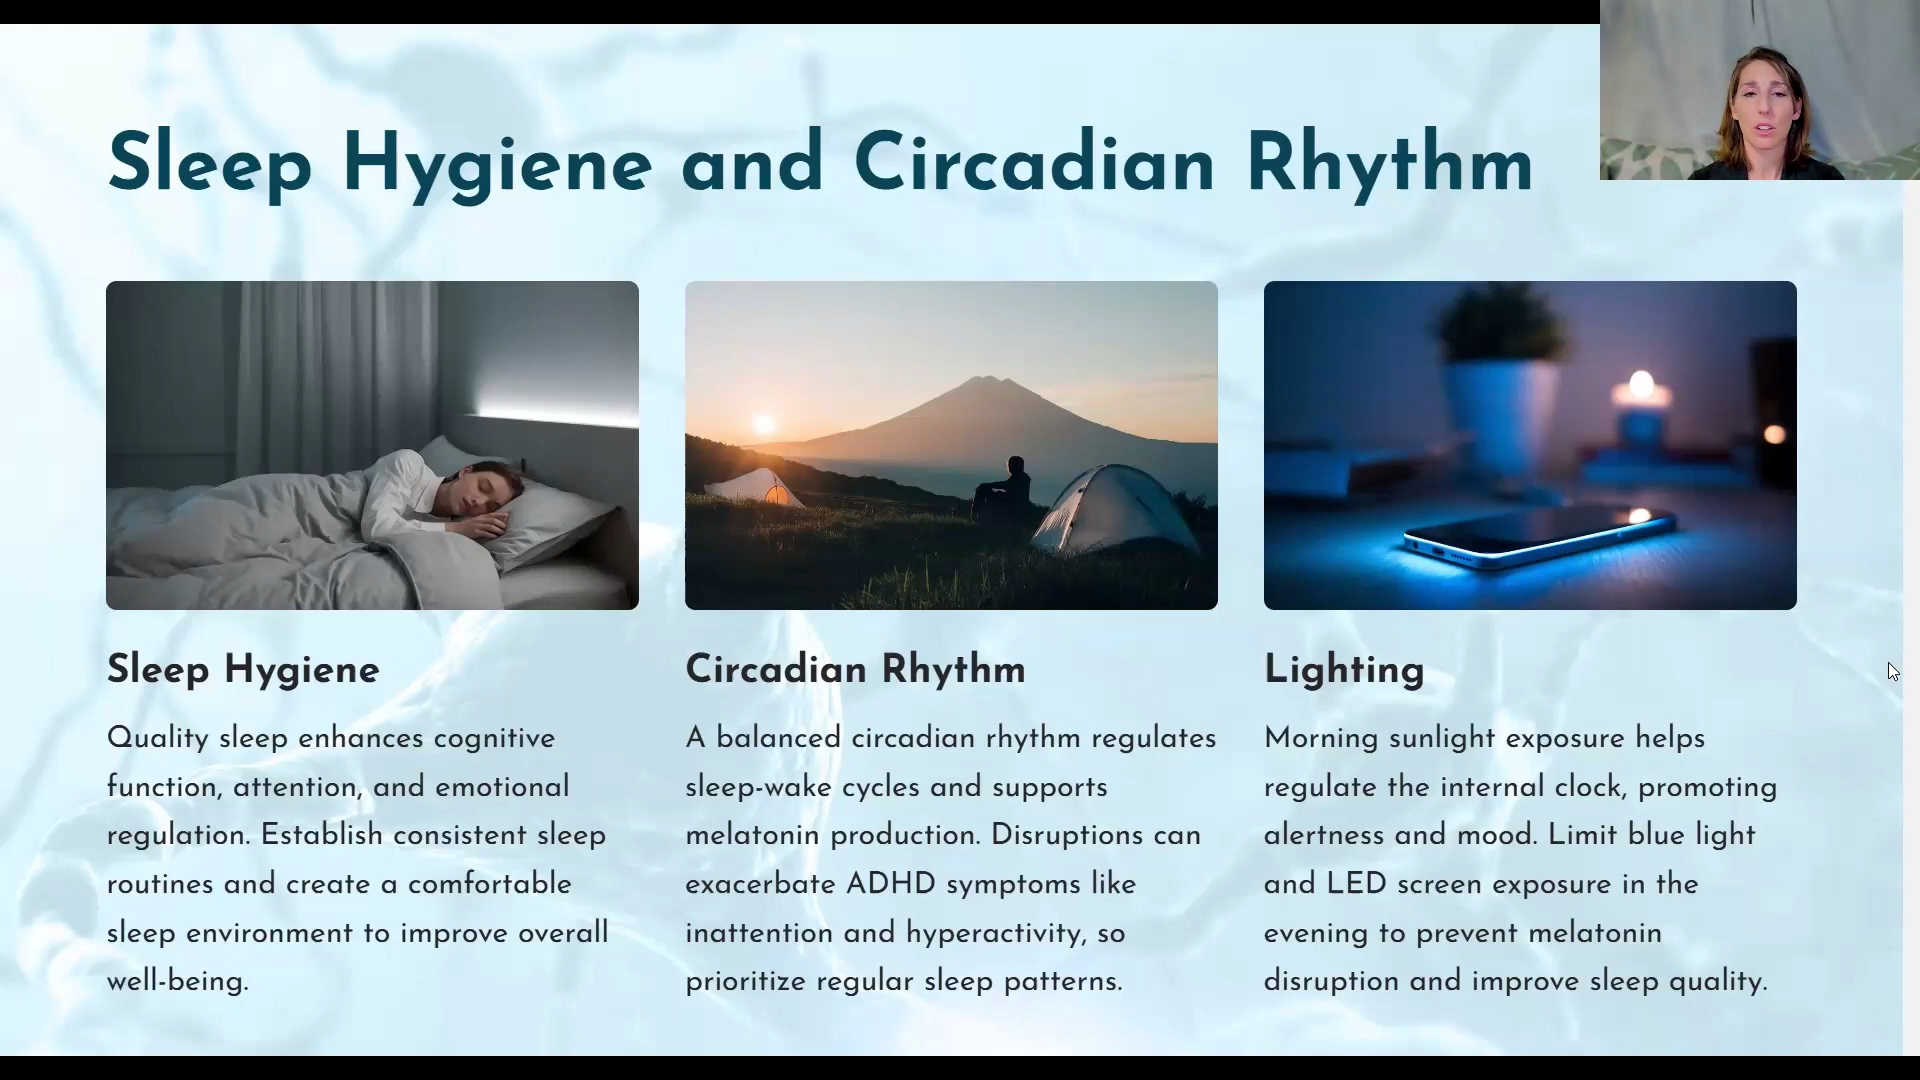 Sleep Hygiene and Circadian Rhythm
Sleep Hygiene
Quality sleep enhances cognitive
function, attention, and emotional
regulation. Establish consistent sleep
routines and create a comfortable
sleep environment to improve overall
well-being.
Circadian Rhythm
A balanced circadian rhythm regulates
sleep-wake cycles and supports
melatonin production. Disruptions can
exacerbate ADHD symptoms like
inattention and hyperactivity, so
prioritize regular sleep patterns.
Lighting
Morning sunlight exposure helps
regulate the internal clock, promoting
alertness and mood. Limit blue light
and LED screen exposure in the
evening to prevent melatonin
disruption and improve sleep quality.